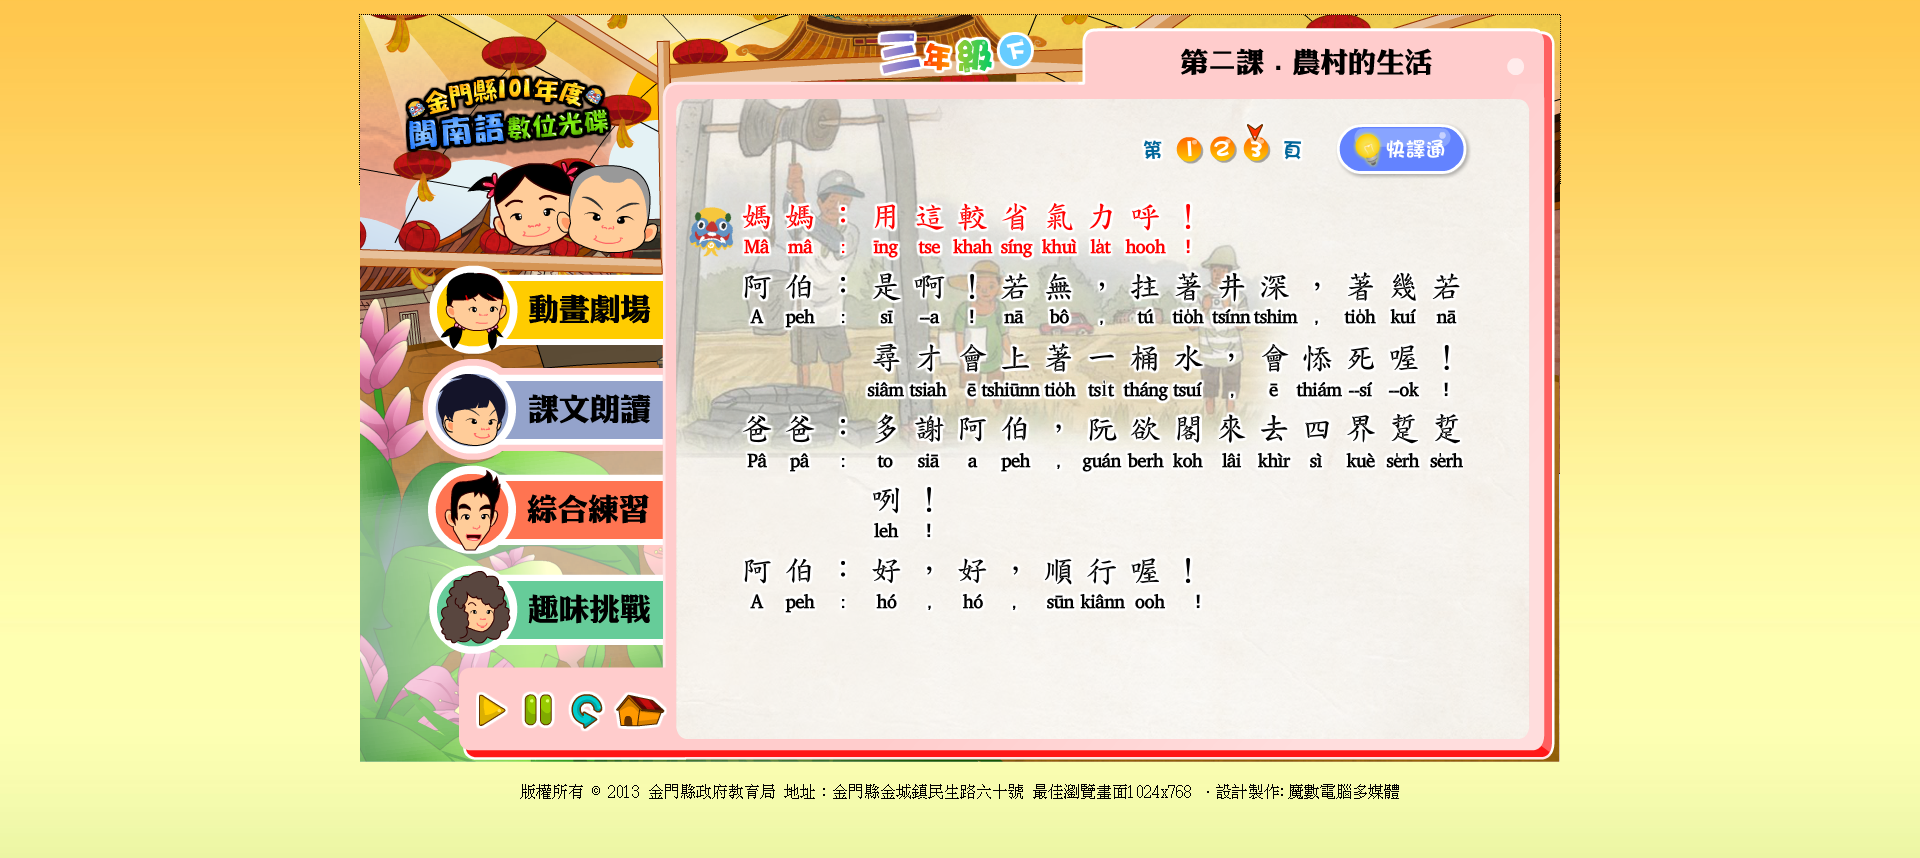 金門縣101年度
閩南語數位光碟
三年級 下
第二課．農村的生活
第 1 2 3 頁
快譯通
媽媽：用這較省氣力呼！
Mâ mâ : īng tse khah síng khuì la̍t hooh !
阿伯：是啊！若無，拄著井深，著幾若
A peh : sī --a ! nā bô , tú tio̍h tsínn tshim , tio̍h kuí nā
尋才會上著一桶水，會悿死喔！
siâm tsiah ē tshiūnn tio̍h tsi̍t tháng tsuí , ē thiám --sí --ok !
爸爸：多謝阿伯，阮欲閣來去四界踅踅
Pâ pâ : to siā a peh , guán berh koh lâi khìr sì kuè se̍rh se̍rh
咧！
leh !
阿伯：好，好，順行喔！
A peh : hó , hó , sūn kiânn ooh !
動畫劇場
課文朗讀
綜合練習
趣味挑戰
版權所有 © 2013 金門縣政府教育局 地址：金門縣金城鎮民生路六十號 最佳瀏覽畫面1024x768 ‧設計製作:魔數電腦多媒體